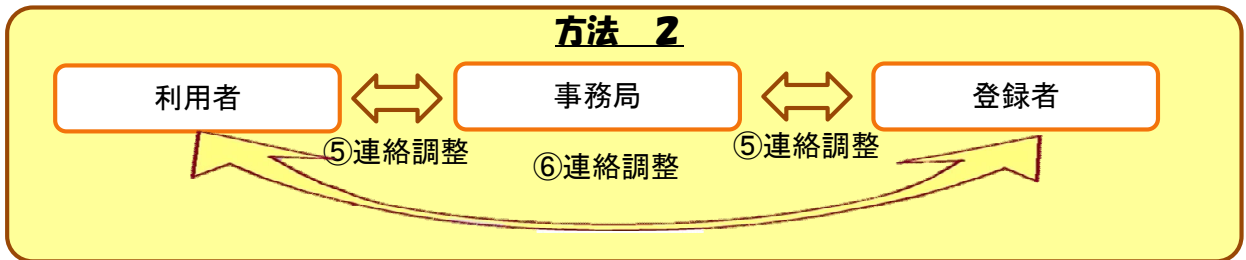 方法　２
利用者
事務局
登録者
⑤連絡調整
⑥連絡調整
⑤連絡調整